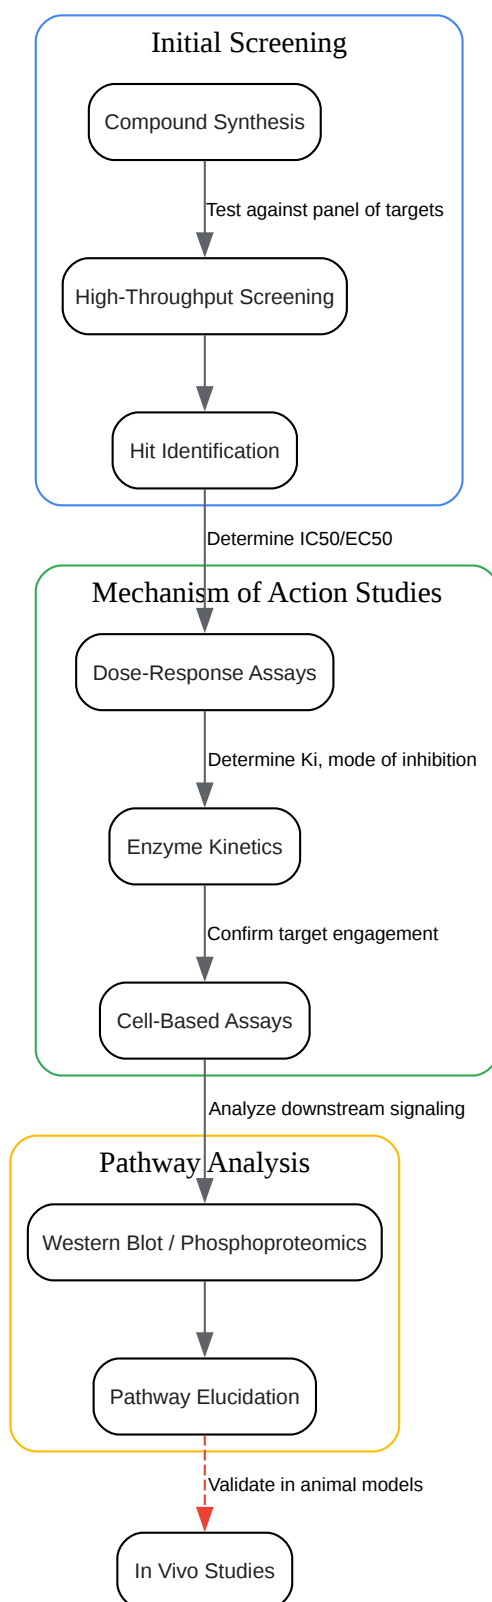 Initial Screening
Compound Synthesis
Test against panel of targets
High-Throughput Screening
Hit Identification
Determine IC50/EC50
Mechanism of Action Studies
Dose-Response Assays
Determine Ki, mode of inhibition
Enzyme Kinetics
Confirm target engagement
Cell-Based Assays
Analyze downstream signaling
Pathway Analysis
Western Blot / Phosphoproteomics
Pathway Elucidation
Validate in animal models
In Vivo Studies